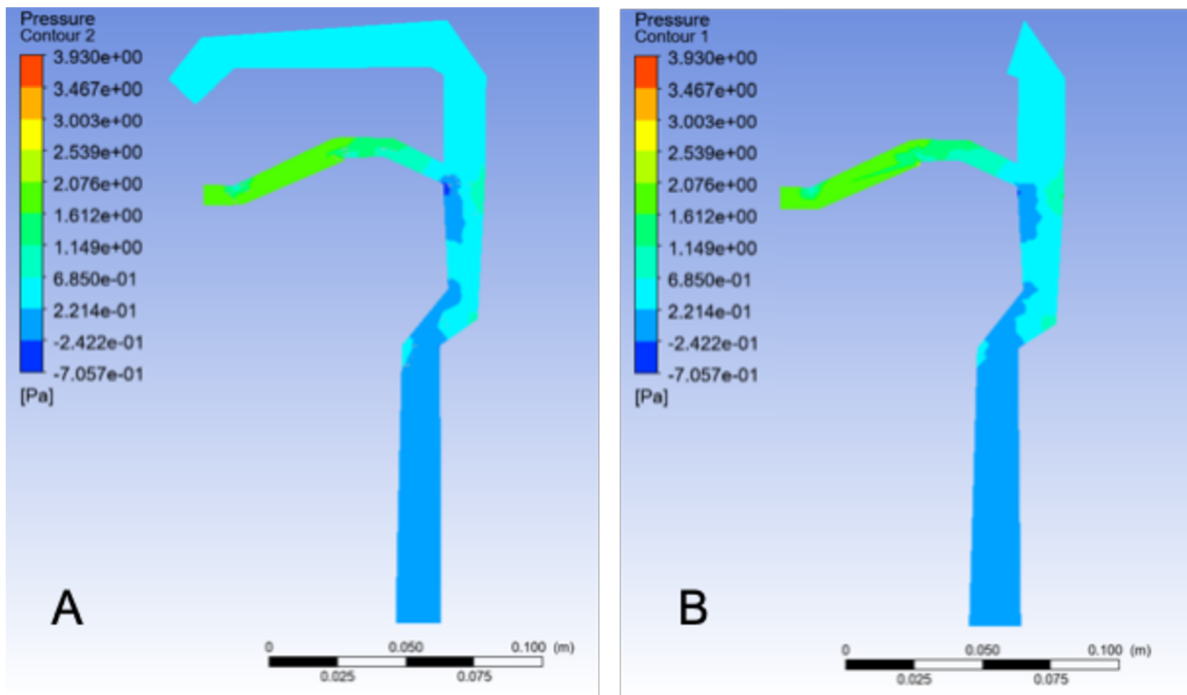 Pressure
Contour 2
3.930e+00
3.467e+00
3.003e+00
2.539e+00
2.076e+00
1.612e+00
1.149e+00
6.850e-01
2.214e-01
-2.422e-01
-7.057e-01
[Pa]
A
0 0.050 0.100 (m)
0.025 0.075
Pressure
Contour 1
3.930e+00
3.467e+00
3.003e+00
2.539e+00
2.076e+00
1.612e+00
1.149e+00
6.850e-01
2.214e-01
-2.422e-01
-7.057e-01
[Pa]
B
0 0.050 0.100 (m)
0.025 0.075